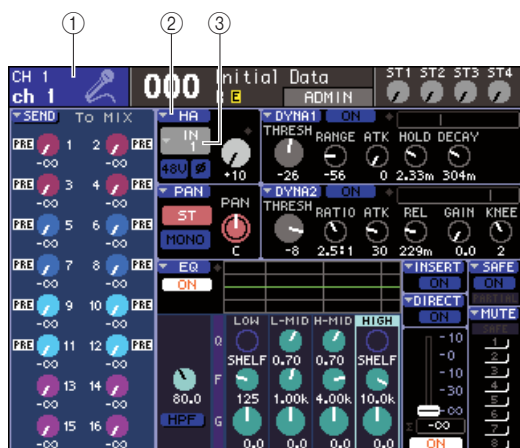 ① ② ③
CH 1
ch 1
000 Initial Data
E ADMIN
ST1 ST2 ST3 ST4
SEND To MIX
PRE 1 2 PRE
-∞ -∞
PRE 3 4 PRE
-∞ -∞
PRE 5 6 PRE
-∞ -∞
PRE 7 8 PRE
-∞ -∞
PRE 9 10 PRE
-∞ -∞
PRE 11 12 PRE
-∞ -∞
13 14
-∞ -∞
15 16
-∞ -∞
HA
IN
1
48V Ø
+10
PAN
ST
MONO
PAN
C
DYNA1 ON
THRESH RANGE ATK HOLD DECAY
-26 -56 0 2.33m 304m
DYNA2 ON
THRESH RATIO ATK REL GAIN KNEE
-8 2.5:1 30 229m 0.0 2
EQ
ON
LOW L-MID H-MID HIGH
Q
SHELF 0.70 0.70 SHELF
F
80.0 125 1.00k 4.00k 10.0k
HPF
G
0.0 0.0 0.0 0.0
INSERT
ON
DIRECT
ON
-10
-0
-10
-30
-∞
-∞
ON
SAFE
ON
PARTIAL
MUTE
SAFE
1
2
3
4
5
6
7
8